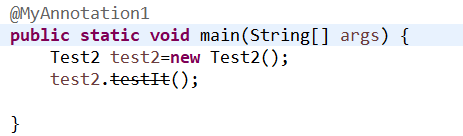 @MyAnnotation1
public static void main(String[] args) {
    Test2 test2=new Test2();
    test2.testIt();
}